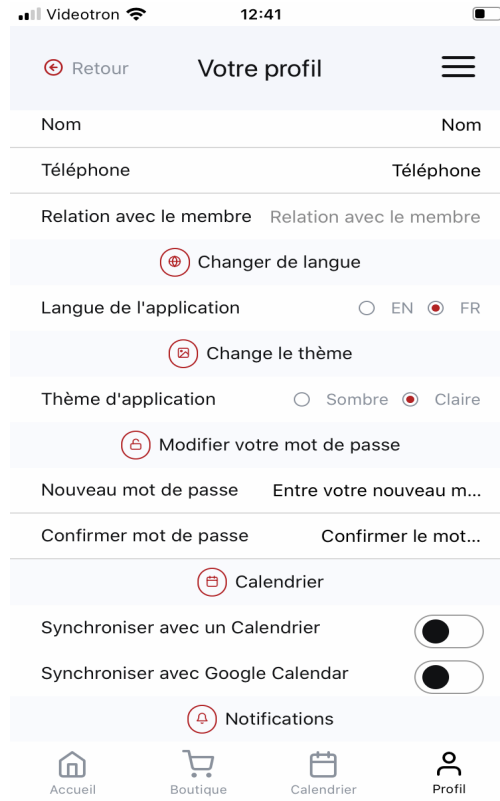 Videotron 12:41
Retour Votre profil
Nom Nom
Téléphone Téléphone
Relation avec le membre Relation avec le membre
Changer de langue
Langue de l'application EN FR
Change le thème
Thème d'application Sombre Claire
Modifier votre mot de passe
Nouveau mot de passe Entre votre nouveau m...
Confirmer mot de passe Confirmer le mot...
Calendrier
Synchroniser avec un Calendrier
Synchroniser avec Google Calendar
Notifications
Accueil Boutique Calendrier Profil